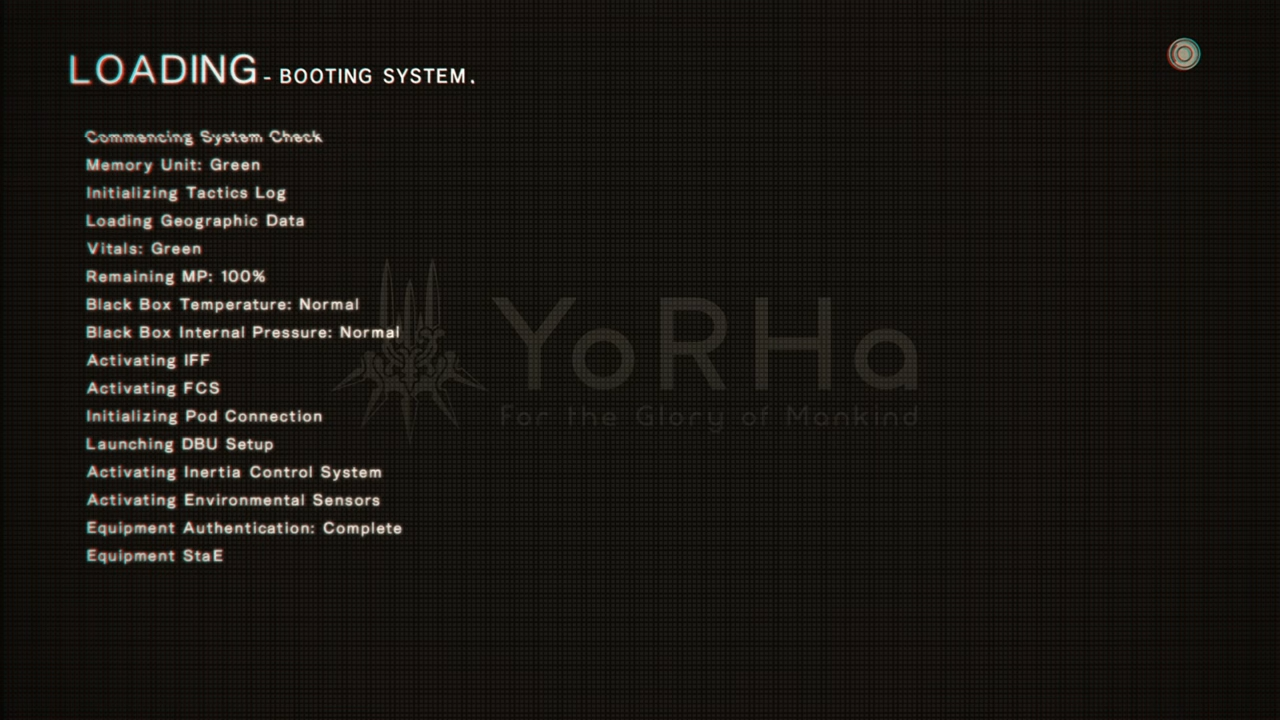 LOADING - BOOTING SYSTEM.
Commencing System Check
Memory Unit: Green
Initializing Tactics Log
Loading Geographic Data
Vitals: Green
Remaining MP: 100%
Black Box Temperature: Normal
Black Box Internal Pressure: Normal
Activating IFF
Activating FCS
Initializing Pod Connection
Launching DBU Setup
Activating Inertia Control System
Activating Environmental Sensors
Equipment Authentication: Complete
Equipment StaE
YoRHa
For the Glory of Mankind